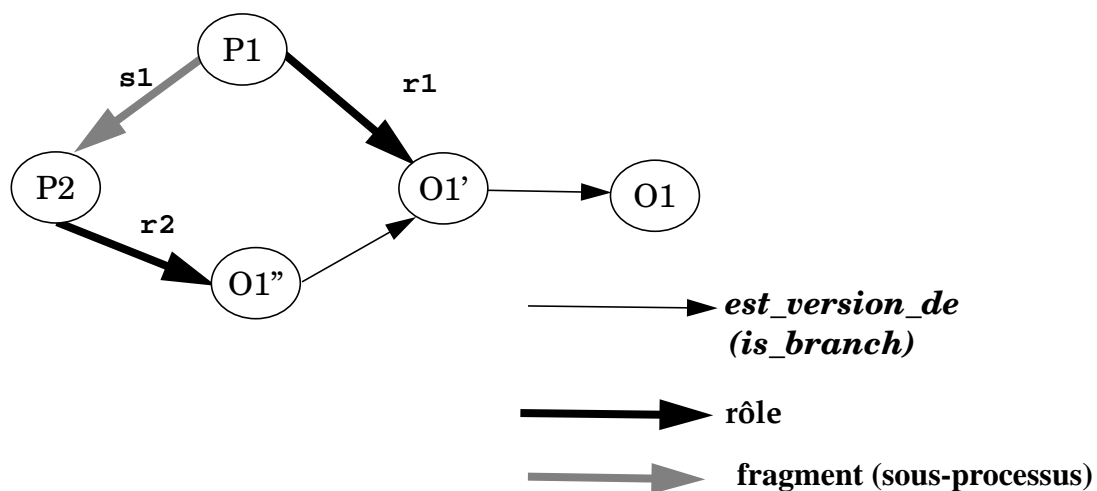 P1
s1
r1
P2
O1’
O1
r2
O1”
est_version_de
(is_branch)
rôle
fragment (sous-processus)